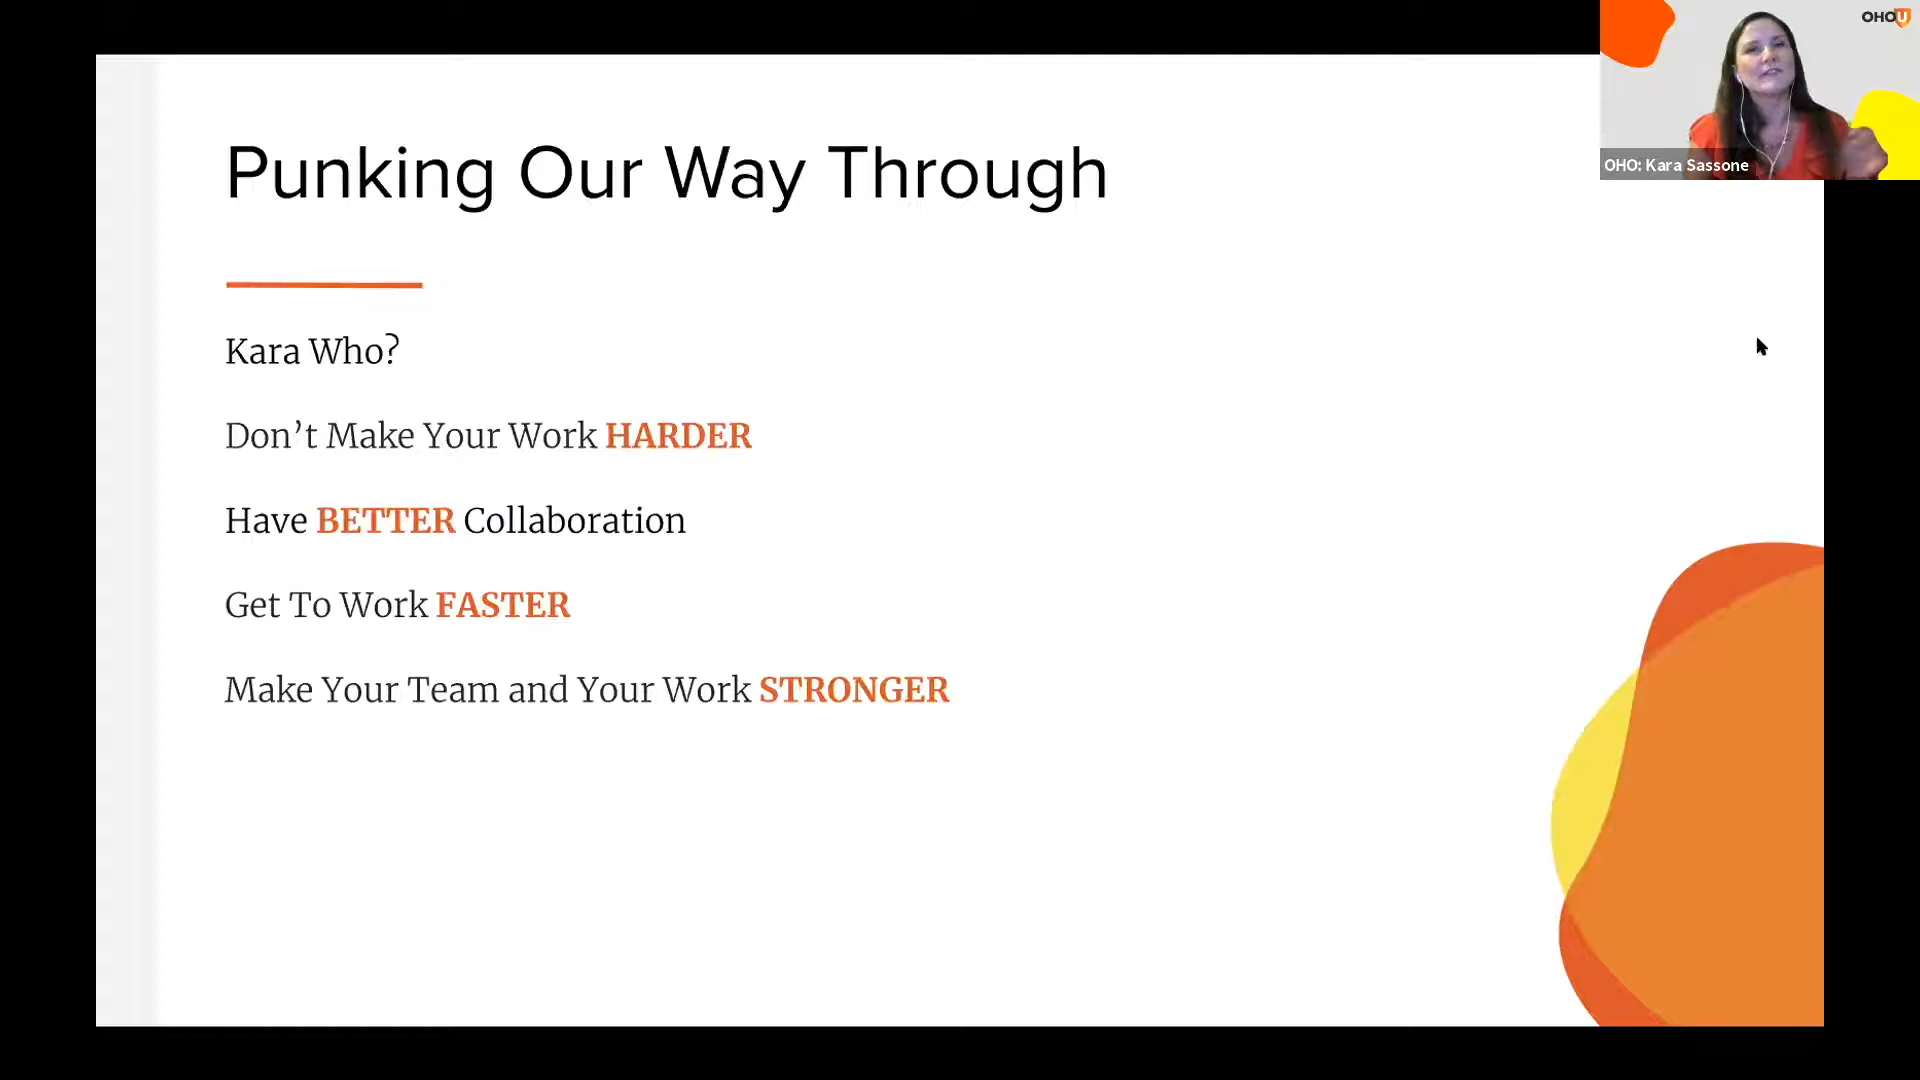 OHOU
OHO: Kara Sassone
Punking Our Way Through
Kara Who?
Don’t Make Your Work HARDER
Have BETTER Collaboration
Get To Work FASTER
Make Your Team and Your Work STRONGER